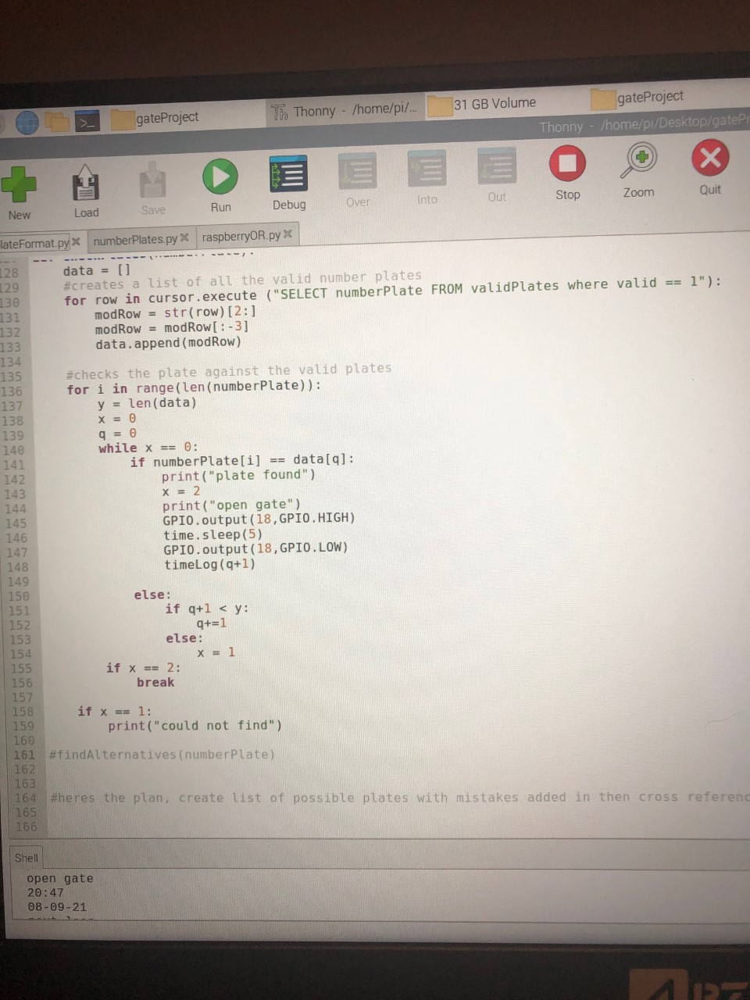 gateProject
Thonny - /home/pi/...
31 GB Volume
gateProject
Thonny - /home/pi/Desktop/gatePr
New
Load
Save
Run
Debug
Over
Into
Out
Stop
Zoom
Quit
lateFormat.py
numberPlates.py
raspberryOR.py
128 data = []
129 #creates a list of all the valid number plates
130 for row in cursor.execute ("SELECT numberPlate FROM validPlates where valid == 1"):
131 modRow = str(row)[2:]
132 modRow = modRow[:-3]
133 data.append(modRow)
134
135 #checks the plate against the valid plates
136 for i in range(len(numberPlate)):
137 y = len(data)
138 x = 0
139 q = 0
140 while x == 0:
141 if numberPlate[i] == data[q]:
142 print("plate found")
143 x = 2
144 print("open gate")
145 GPIO.output(18,GPIO.HIGH)
146 time.sleep(5)
147 GPIO.output(18,GPIO.LOW)
148 timeLog(q+1)
149
150 else:
151 if q+1 < y:
152 q+=1
153 else:
154 x = 1
155 if x == 2:
156 break
157
158 if x == 1:
159 print("could not find")
160
161 #findAlternatives(numberPlate)
162
163
164 #heres the plan, create list of possible plates with mistakes added in then cross referenc
165
166
Shell
open gate
20:47
08-09-21